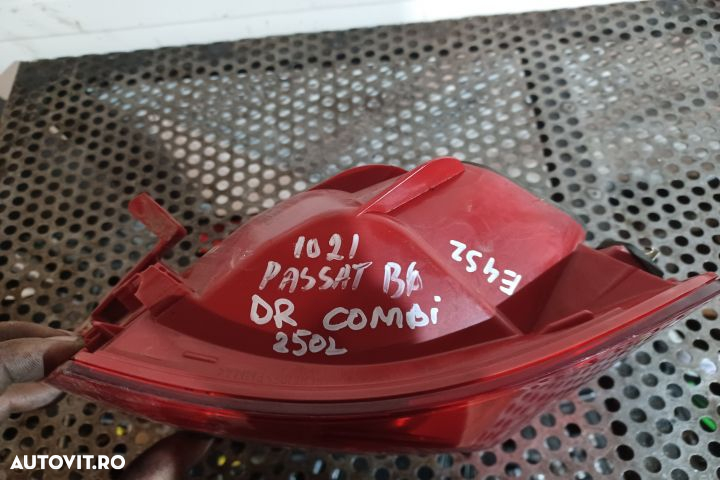 1021
PASSAT B6
DR COMBi
250L
E452
AUTOVIT.RO